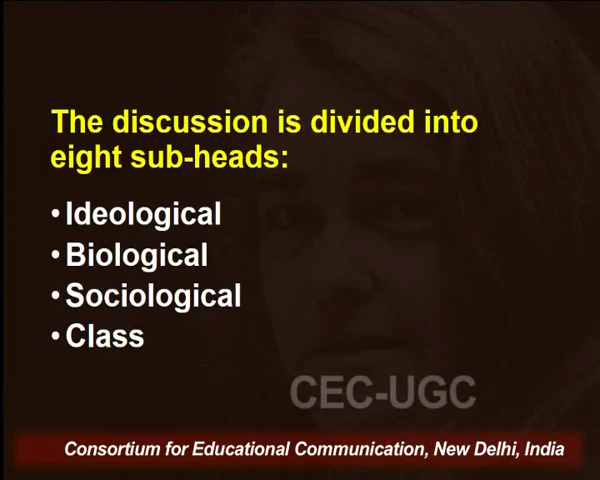 The discussion is divided into
eight sub-heads:
• Ideological
• Biological
• Sociological
• Class
CEC-UGC
Consortium for Educational Communication, New Delhi, India